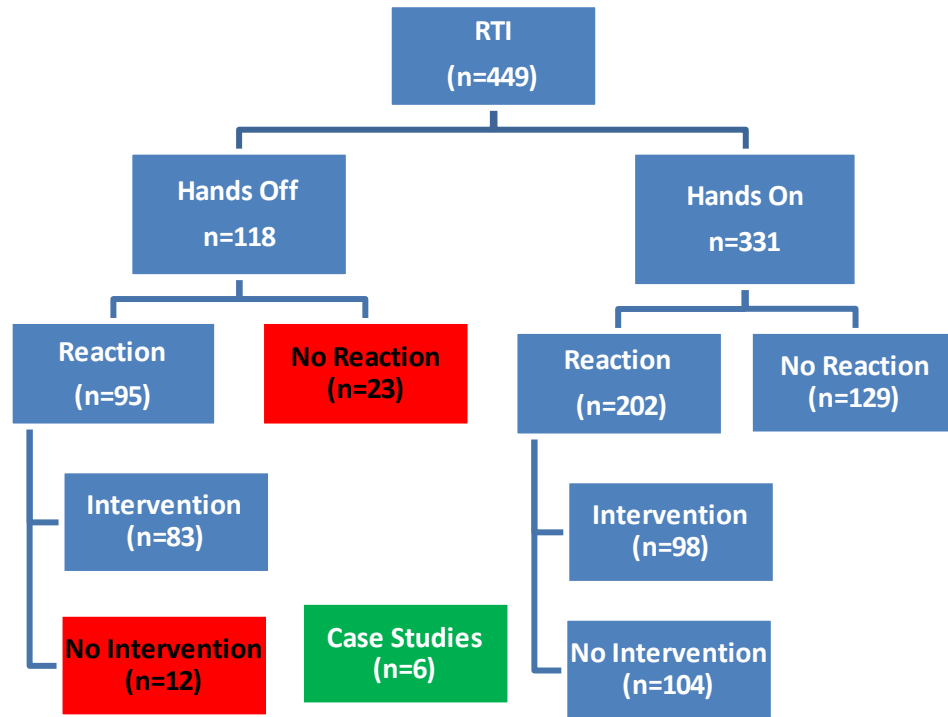 RTI
(n=449)
Hands Off
n=118
Hands On
n=331
Reaction
(n=95)
No Reaction
(n=23)
Reaction
(n=202)
No Reaction
(n=129)
Intervention
(n=83)
Intervention
(n=98)
No Intervention
(n=12)
Case Studies
(n=6)
No Intervention
(n=104)